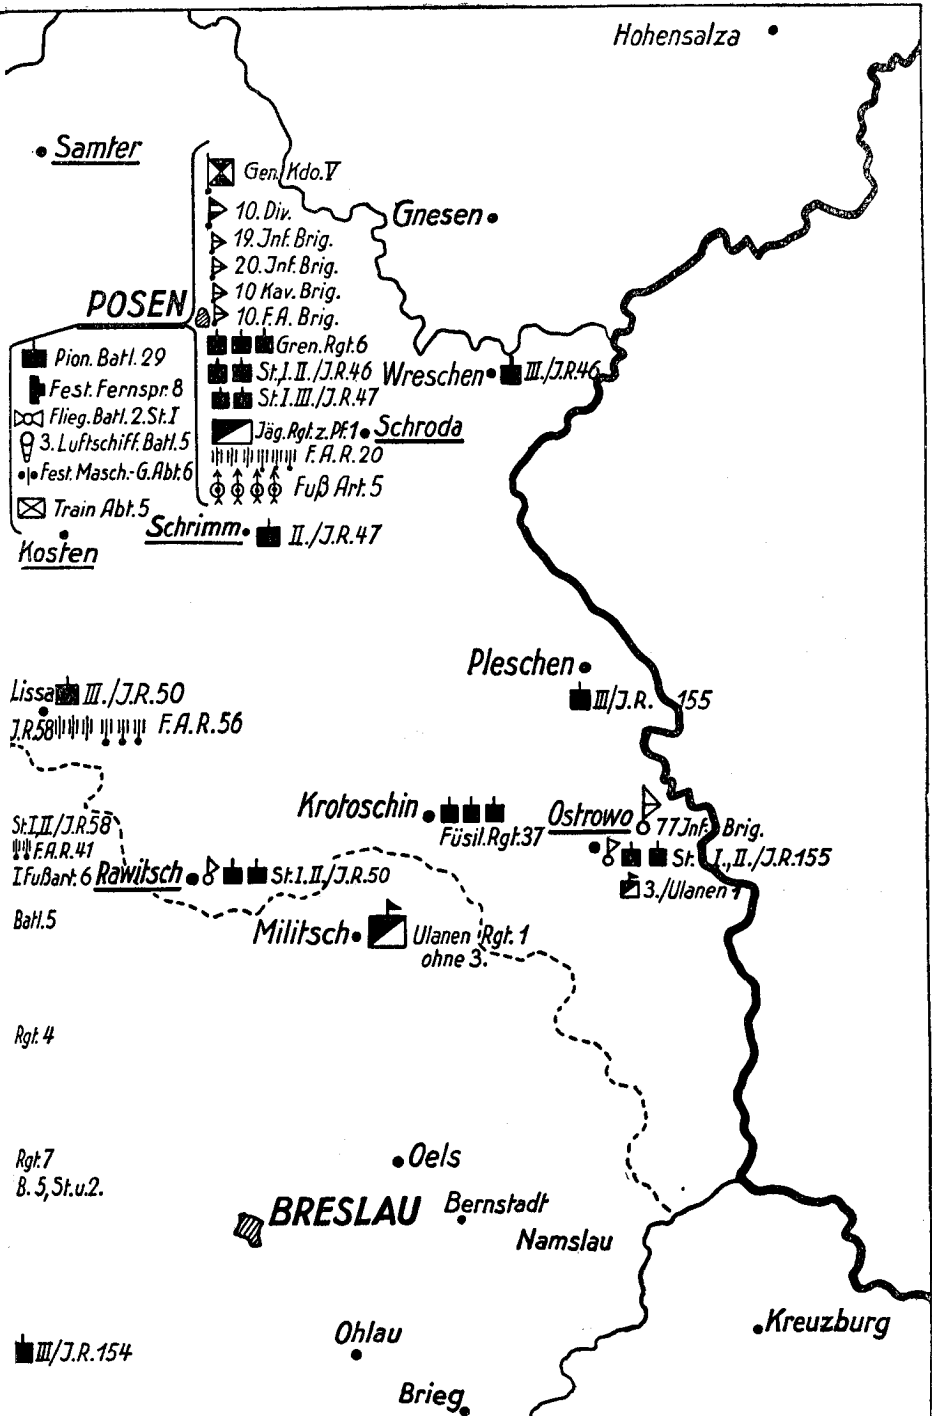 Hohensalza
Samter
Gen. Kdo. V
10. Div.
Gnesen
19. Jnf. Brig.
20. Jnf. Brig.
10 Kav. Brig.
POSEN
10. F. A. Brig.
Gren. Rgt. 6
Pion. Batl. 29
St., I. II. / J.R. 46
Wreschen
III / J.R. 46
Fest. Fernspr. 8
St. I. III. / J.R. 47
Flieg. Batl. 2. St. I
Jäg. Rgt. z. Pf. 1
Schroda
3. Luftschiff. Batl. 5
F. A. R. 20
Fest. Masch.-G. Abt. 6
Fuß Art. 5
Train Abt. 5
Schrimm
II. / J.R. 47
Kosten
Pleschen
Lissa III. / J.R. 50
III / J.R. 155
J.R. 58 F. A. R. 56
Krotoschin
Ostrowo
St. I, II / J.R. 58
77 Jnf. Brig.
Füsil. Rgt. 37
F. A. R. 41
St. I., II. / J.R. 155
I. Fußart. 6 Rawitsch St. I. II. / J.R. 50
3. / Ulanen 1
Batl. 5
Militsch Ulanen Rgt. 1
ohne 3.
Rgt. 4
Oels
Rgt. 7
B. 5, St. u. 2.
BRESLAU
Bernstadt
Namslau
Kreuzburg
Ohlau
III / J.R. 154
Brieg